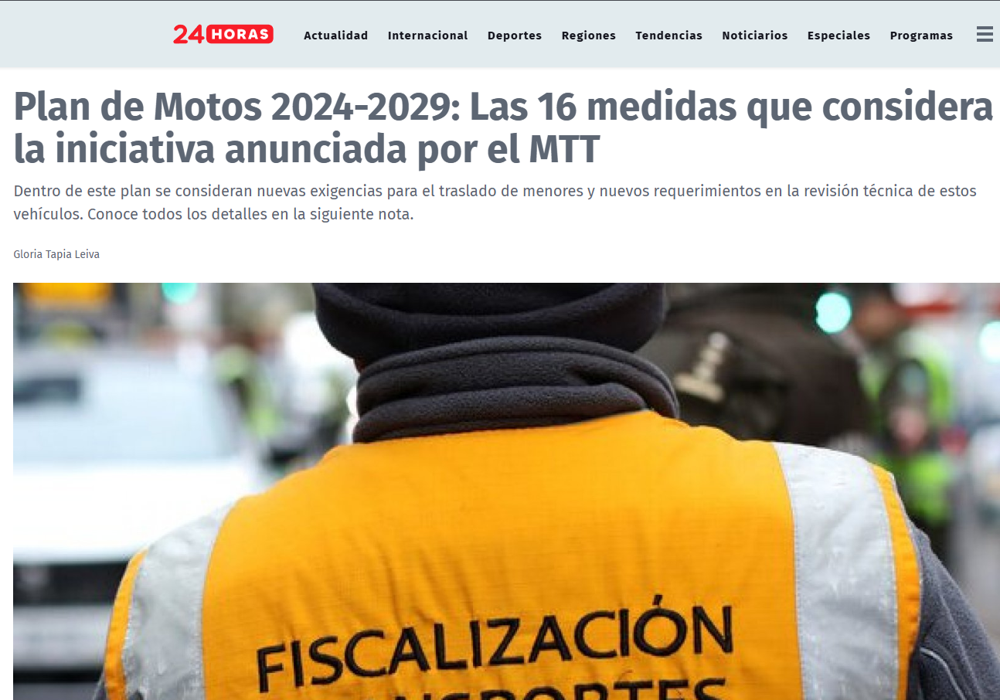 24 HORAS Actualidad Internacional Deportes Regiones Tendencias Noticiarios Especiales Programas
Plan de Motos 2024-2029: Las 16 medidas que considera
la iniciativa anunciada por el MTT
Dentro de este plan se consideran nuevas exigencias para el traslado de menores y nuevos requerimientos en la revisión técnica de estos
vehículos. Conoce todos los detalles en la siguiente nota.
Gloria Tapia Leiva
FISCALIZACIÓN